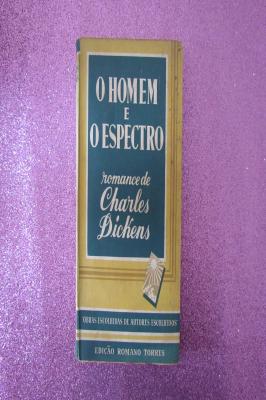 O HOMEM
E
O ESPECTRO
romance de
Charles
Dickens
OBRAS ESCOLHIDAS DE AUTORES ESCOLHIDOS
EDIÇÃO ROMANO TORRES